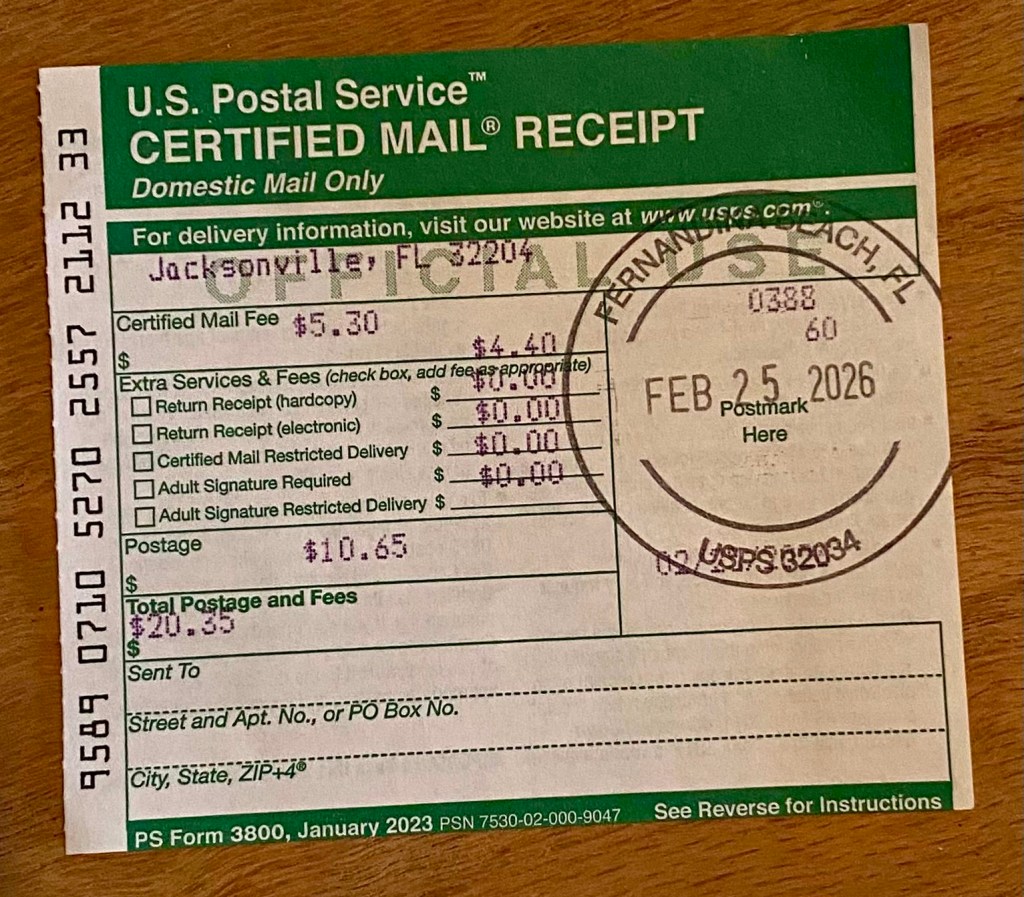 U.S. Postal Service™
CERTIFIED MAIL® RECEIPT
Domestic Mail Only
For delivery information, visit our website at www.usps.com®.
Jacksonville, FL 32204
OFFICIAL USE
Certified Mail Fee $5.30
$
$4.40
Extra Services & Fees (check box, add fee as appropriate)
$0.00
Return Receipt (hardcopy) $
$0.00
Return Receipt (electronic) $
$0.00
Certified Mail Restricted Delivery $
$0.00
Adult Signature Required $
Adult Signature Restricted Delivery $
Postage $10.65
$
Total Postage and Fees
$20.35
$
Sent To
Street and Apt. No., or PO Box No.
City, State, ZIP+4®
PS Form 3800, January 2023 PSN 7530-02-000-9047 See Reverse for Instructions
FERNANDINA BEACH, FL
0388
60
FEB 25 2026
Postmark
Here
USPS 32034
02/
9589 0710 5270 2557 2112 33